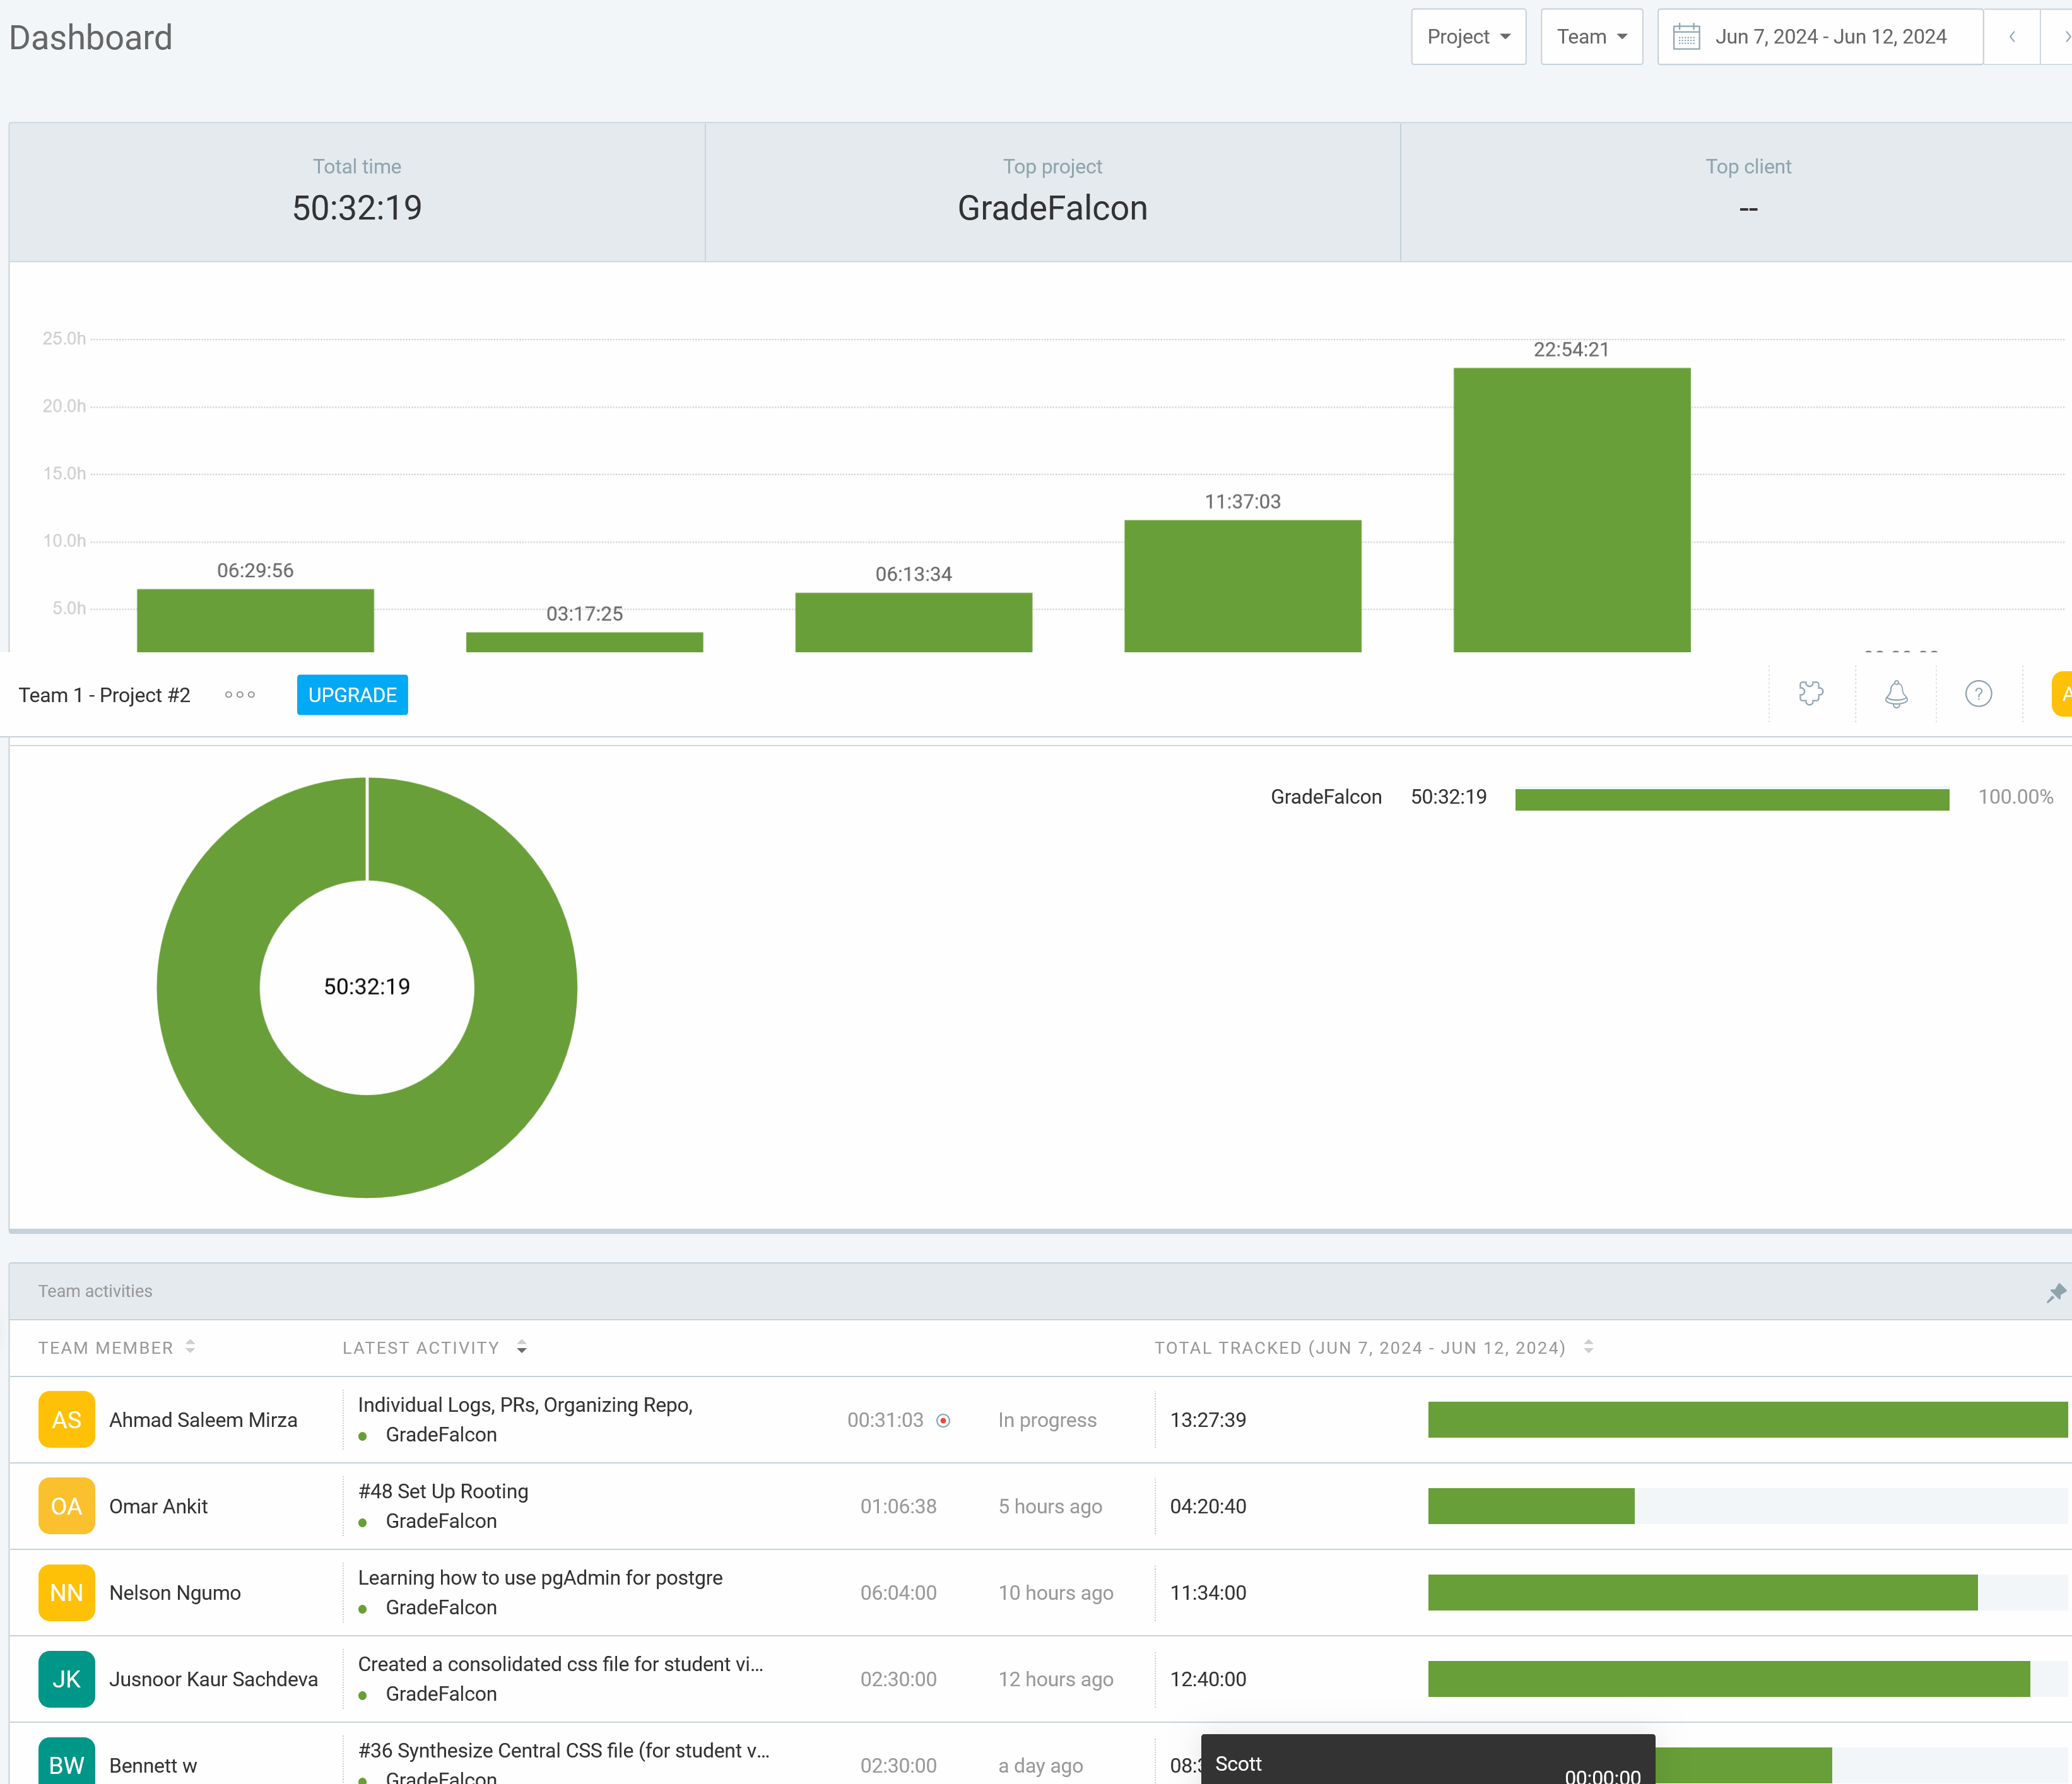 Dashboard
Project
Team
Jun 7, 2024 - Jun 12, 2024
Total time
50:32:19
Top project
GradeFalcon
Top client
--
25.0h
20.0h
15.0h
10.0h
5.0h
06:29:56
03:17:25
06:13:34
11:37:03
22:54:21
Team 1 - Project #2
UPGRADE
?
50:32:19
GradeFalcon 50:32:19 100.00%
Team activities
TEAM MEMBER LATEST ACTIVITY TOTAL TRACKED (JUN 7, 2024 - JUN 12, 2024)
AS Ahmad Saleem Mirza
Individual Logs, PRs, Organizing Repo,
GradeFalcon
00:31:03 In progress 13:27:39
OA Omar Ankit
#48 Set Up Rooting
GradeFalcon
01:06:38 5 hours ago 04:20:40
NN Nelson Ngumo
Learning how to use pgAdmin for postgre
GradeFalcon
06:04:00 10 hours ago 11:34:00
JK Jusnoor Kaur Sachdeva
Created a consolidated css file for student vi...
GradeFalcon
02:30:00 12 hours ago 12:40:00
BW Bennett w
#36 Synthesize Central CSS file (for student v...
GradeFalcon
02:30:00 a day ago
Scott
00:00:00